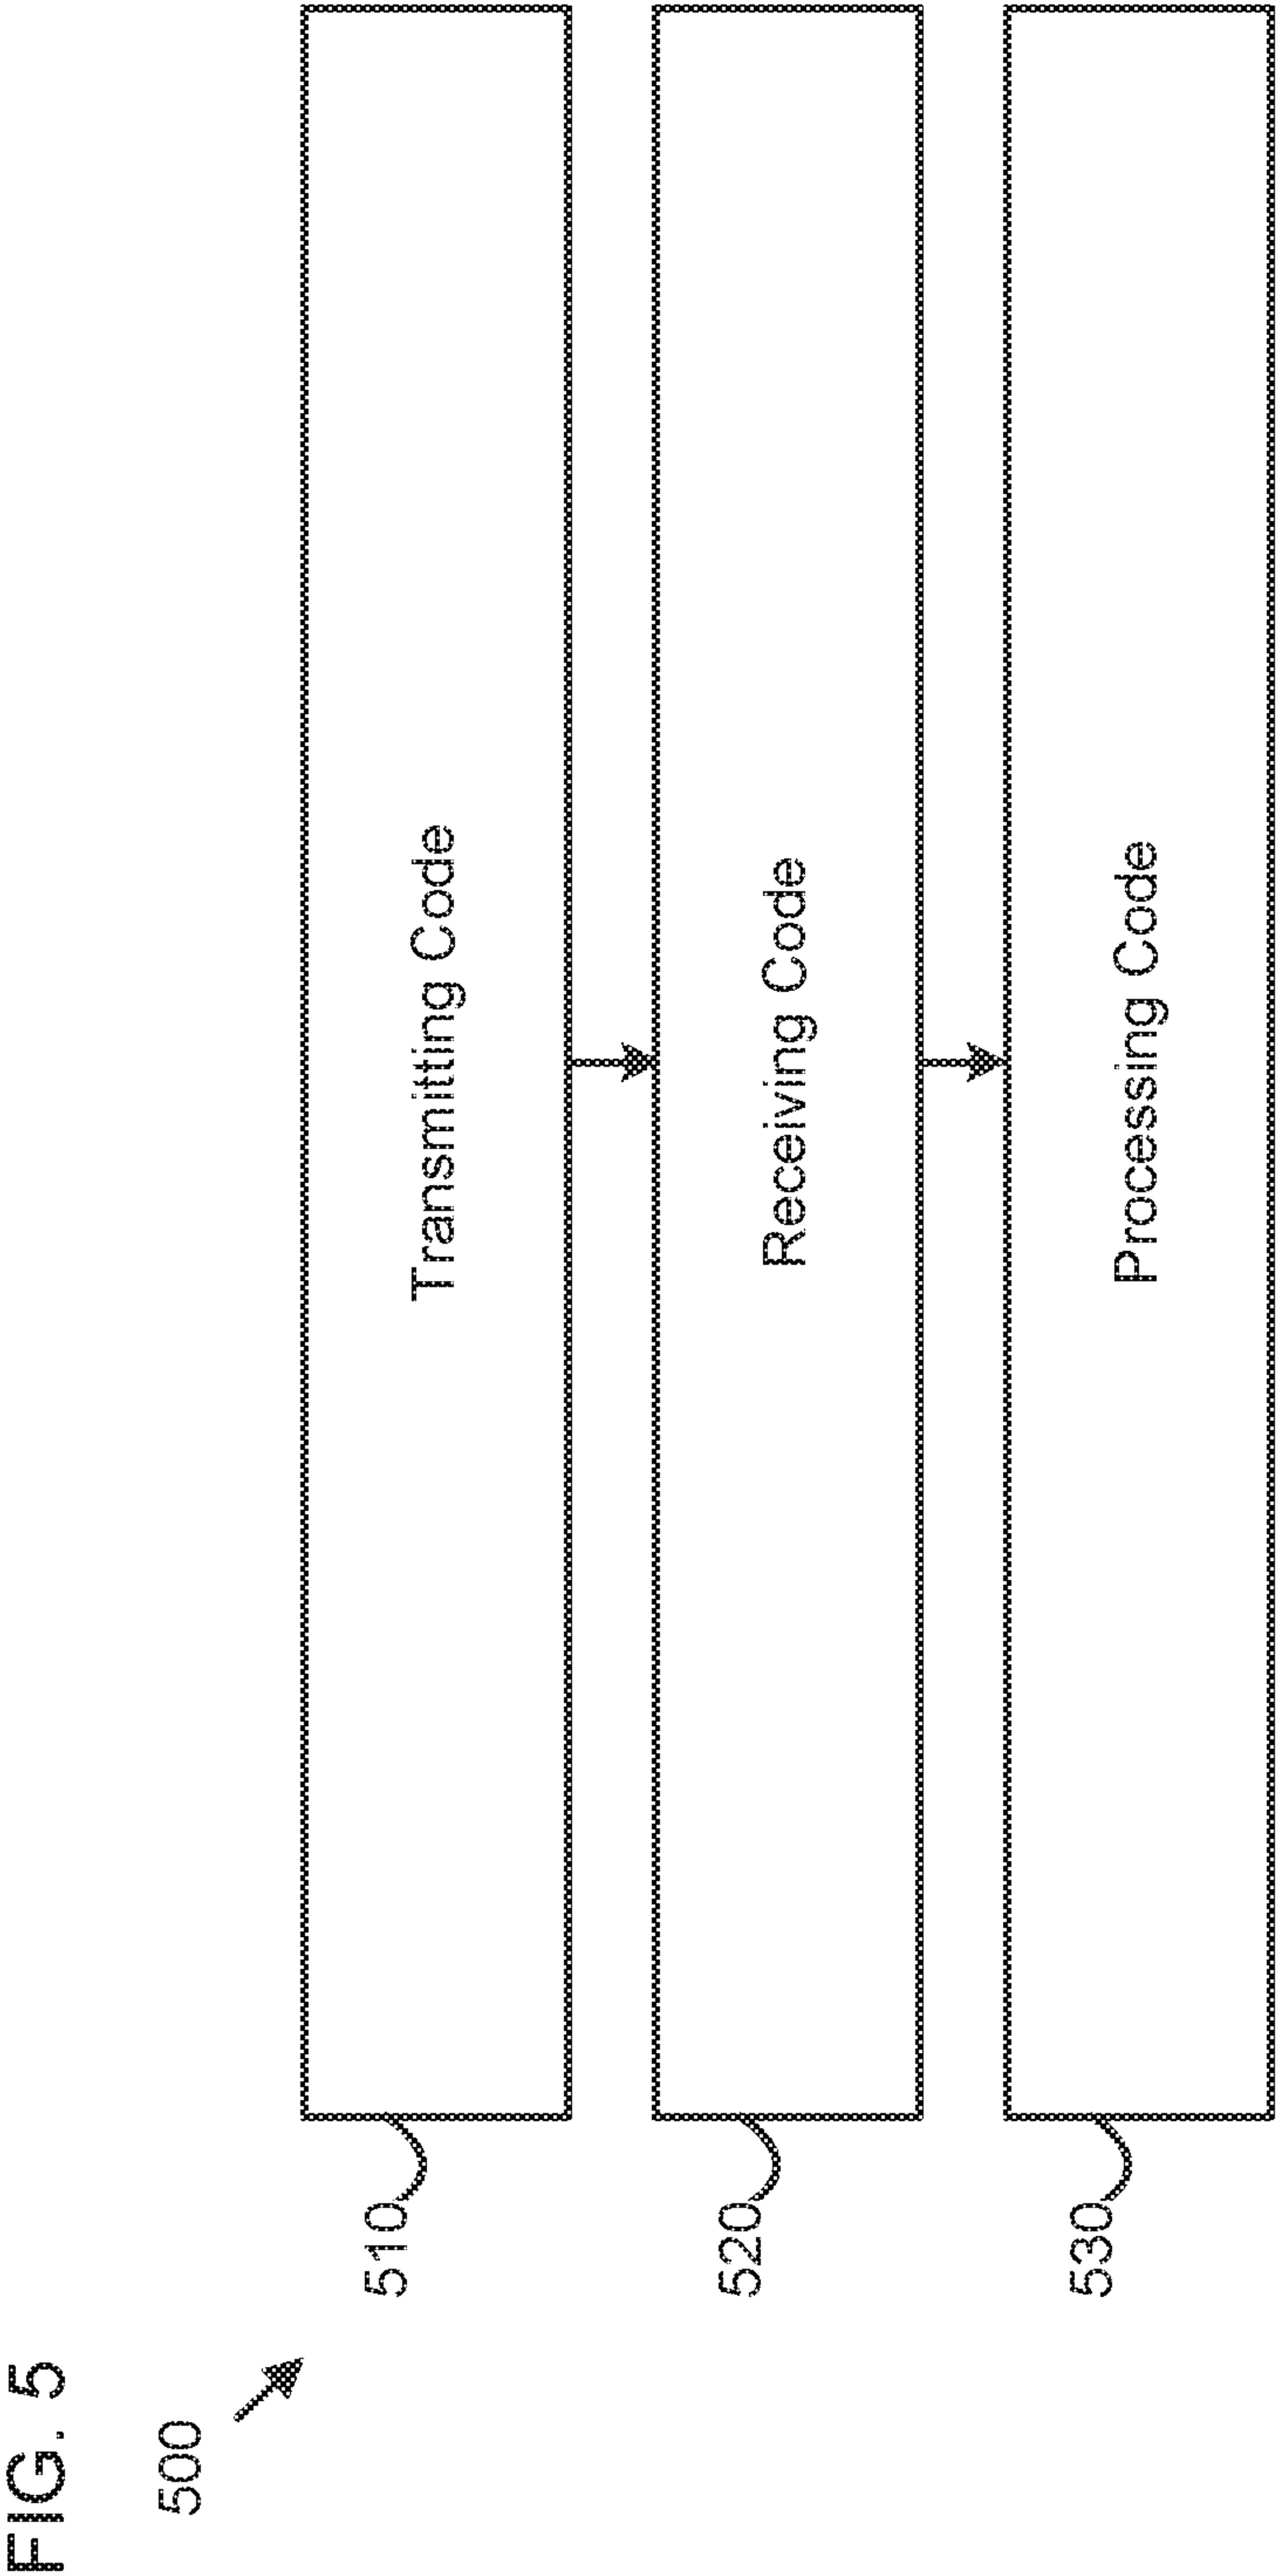 FIG. 5
500
510
Transmitting Code
520
Receiving Code
530
Processing Code